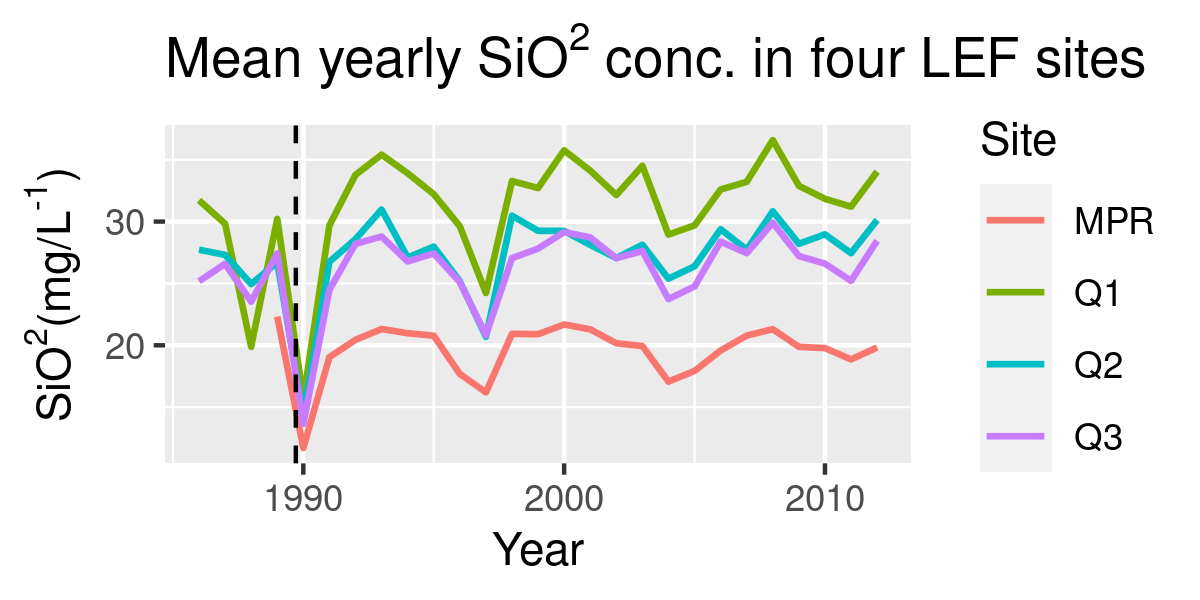 Mean yearly SiO² conc. in four LEF sites
SiO²(mg/L⁻¹)
30
20
1990
2000
2010
Year
Site
MPR
Q1
Q2
Q3